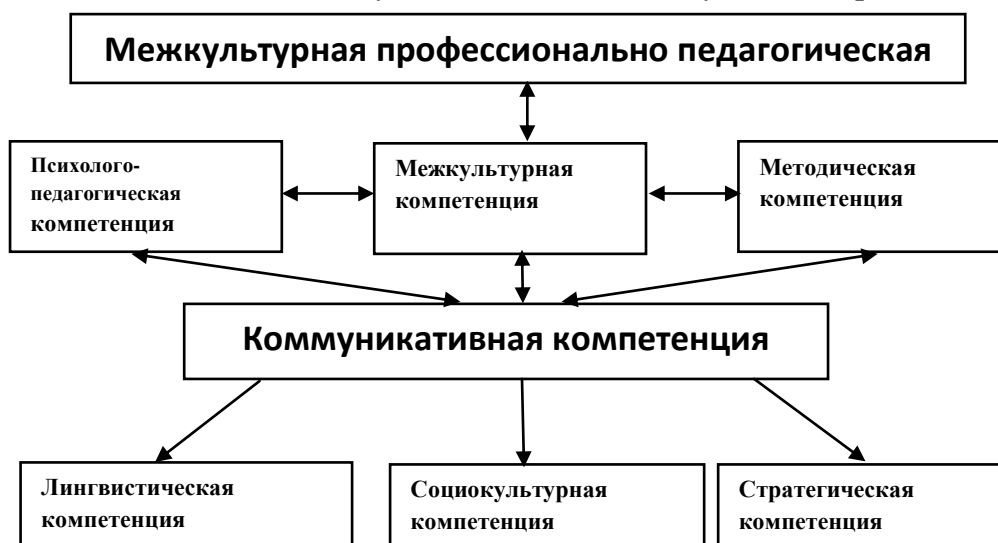 Межкультурная профессионально педагогическая
Психолого-
педагогическая
компетенция
Межкультурная
компетенция
Методическая
компетенция
Коммуникативная компетенция
Лингвистическая
компетенция
Социокультурная
компетенция
Стратегическая
компетенция